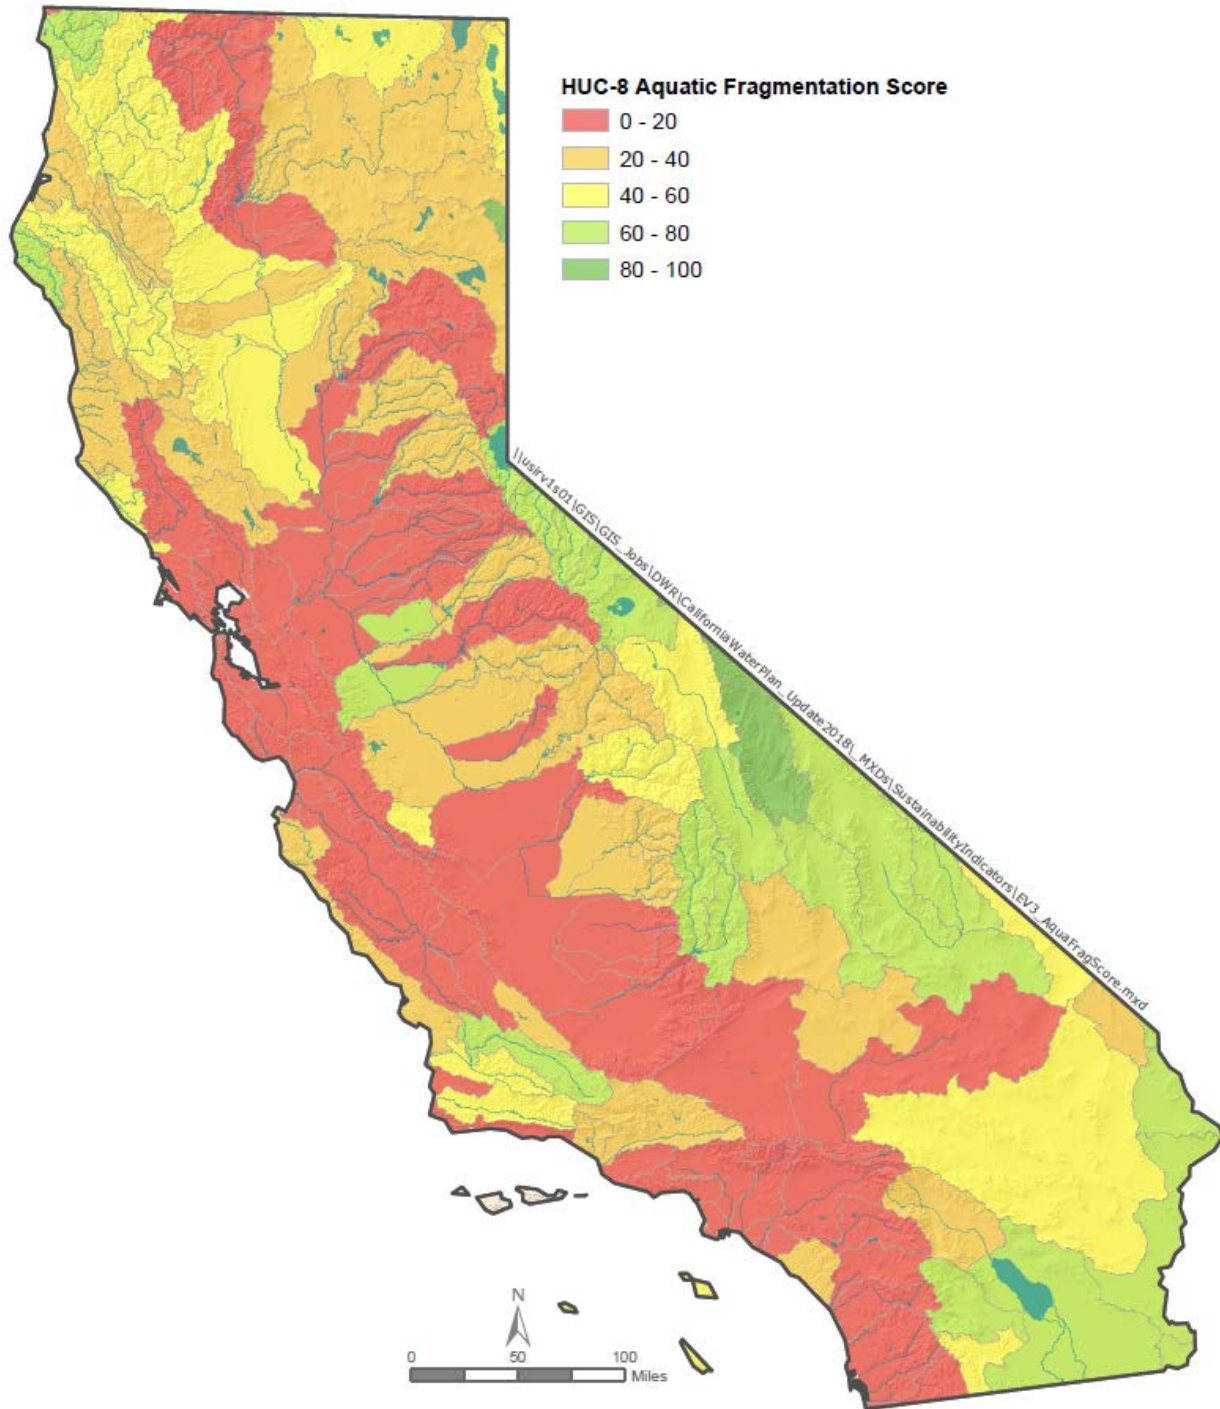 HUC-8 Aquatic Fragmentation Score
0 - 20
20 - 40
40 - 60
60 - 80
80 - 100
\\usirv1s01\GIS\GIS_Jobs\DWR\CaliforniaWaterPlan_Update2018\_MXDs\SustainabilityIndicators\EV3_AquaFragScore.mxd
N
0 50 100
Miles